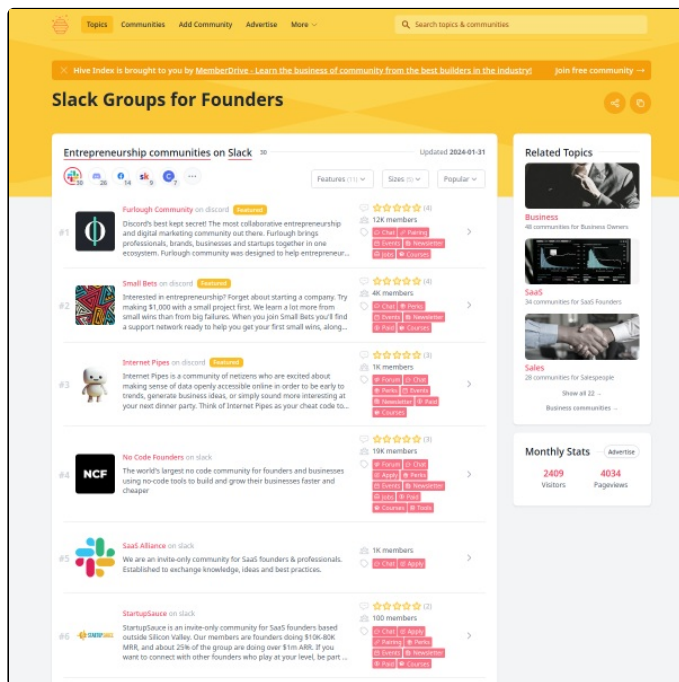 Topics
Communities
Add Community
Advertise
More
Search topics & communities
Hive Index is brought to you by MemberDrive - Learn the business of community from the best builders in the industry!
Join free community →
Slack Groups for Founders
Entrepreneurship communities on Slack 30
Updated 2024-01-31
30
26
14
9
7
Features (11)
Sizes (5)
Popular
#1
Furlough Community on discord Featured
Discord's best kept secret! The most collaborative entrepreneurship
and digital marketing community out there. Furlough brings
professionals, brands, businesses and startups together in one
ecosystem. Furlough community was designed to help entrepreneur...
(4)
12K members
Chat Pairing
Events Newsletter
Jobs Courses
#2
Small Bets on discord Featured
Interested in entrepreneurship? Forget about starting a company. Try
making $1,000 with a small project first. We learn a lot more from
small wins than from big failures. When you join Small Bets you'll find
a support network ready to help you get your first small wins, along...
(4)
4K members
Chat Perks
Events Newsletter
Paid Courses
#3
Internet Pipes on discord Featured
Internet Pipes is a community of netizens who are excited about
making sense of data openly accessible online in order to be early to
trends, generate business ideas, or simply sound more interesting at
your next dinner party. Think of Internet Pipes as your cheat code to...
(3)
1K members
Forum Chat
Perks Events
Newsletter Paid
Courses
#4
NCF
No Code Founders on slack
The world's largest no code community for founders and businesses
using no-code tools to build and grow their businesses faster and
cheaper
(3)
19K members
Forum Chat
Apply Perks
Events Newsletter
Jobs Paid
Courses Tools
#5
SaaS Alliance on slack
We are an invite-only community for SaaS founders & professionals.
Established to exchange knowledge, ideas and best practices.
1K members
Chat Apply
#6
STARTUPSAUCE
StartupSauce on slack
StartupSauce is an invite-only community for SaaS founders based
outside Silicon Valley. Our members are founders doing $10K-80K
MRR, and about 25% of the group are doing over $1m ARR. If you
want to connect with other founders who play at your level, be part ...
(2)
100 members
Chat Apply
Pairing Perks
Events Newsletter
Paid Courses
Related Topics
Business
48 communities for Business Owners
SaaS
34 communities for SaaS Founders
Sales
28 communities for Salespeople
Show all 22 →
Business communities →
Monthly Stats
Advertise
2409
Visitors
4034
Pageviews